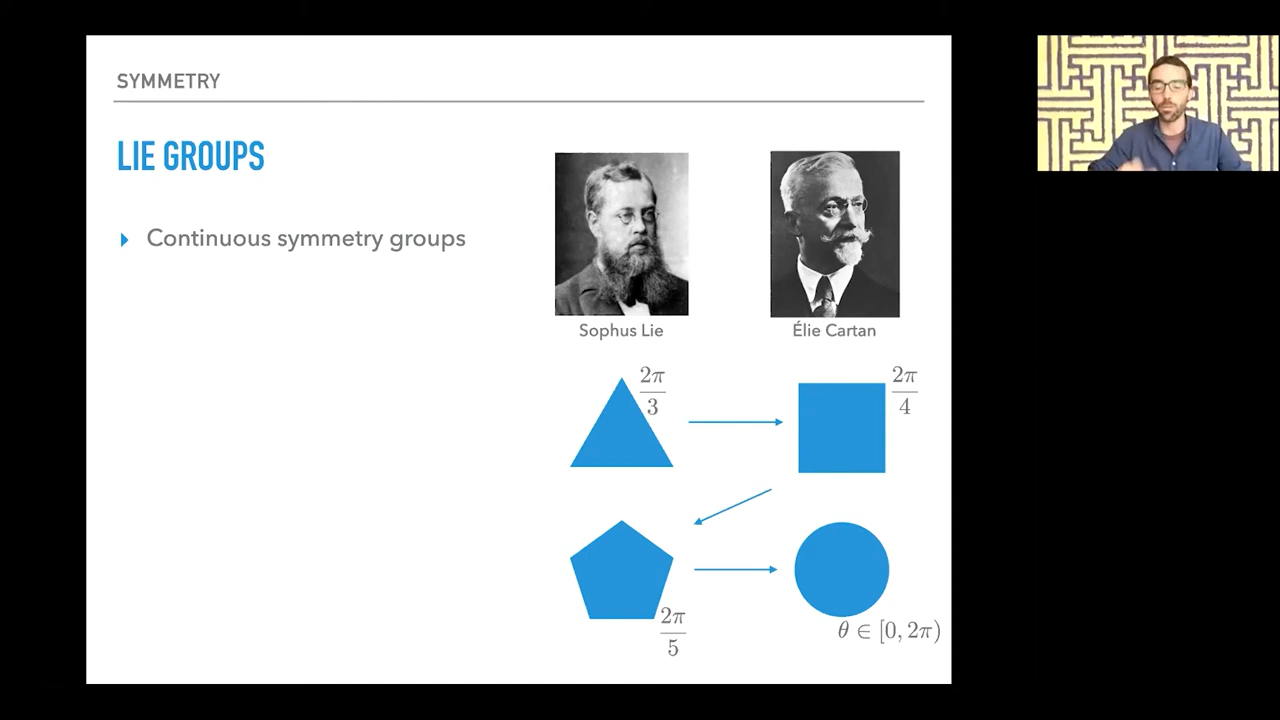 SYMMETRY
LIE GROUPS
Continuous symmetry groups
Sophus Lie
Élie Cartan
2π
3
2π
4
2π
5
θ ∈ [0, 2π)